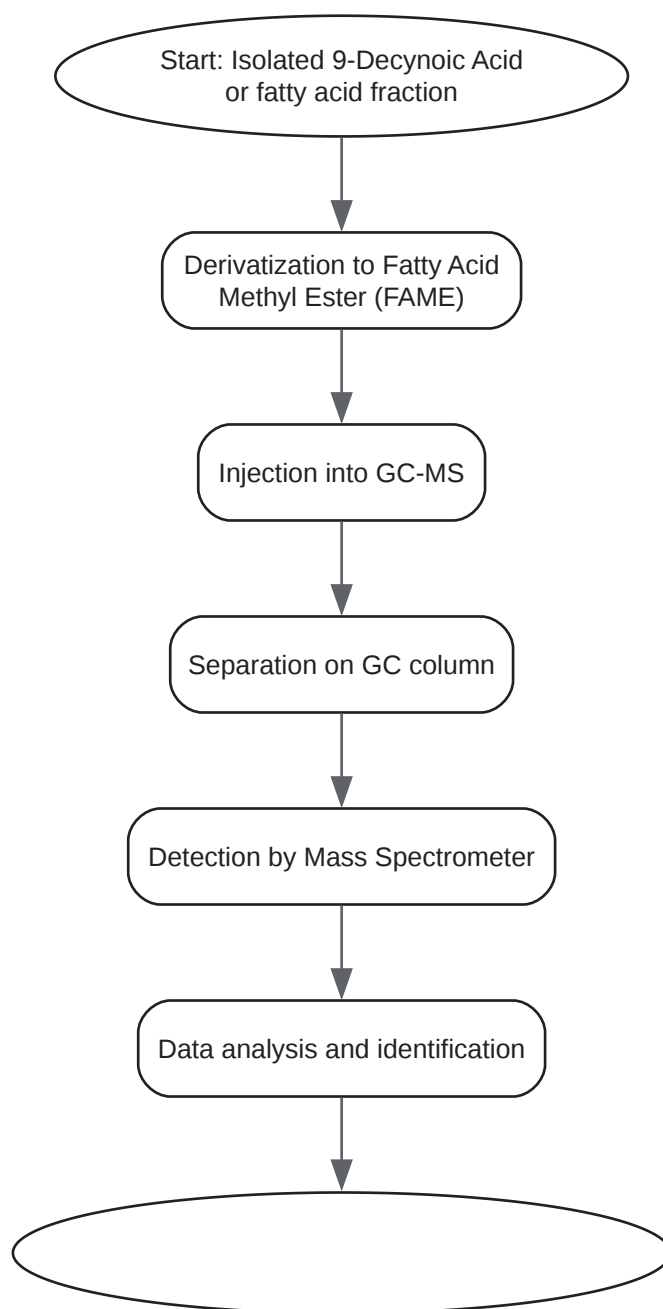 Start: Isolated 9-Decynoic Acid
or fatty acid fraction
Derivatization to Fatty Acid
Methyl Ester (FAME)
Injection into GC-MS
Separation on GC column
Detection by Mass Spectrometer
Data analysis and identification